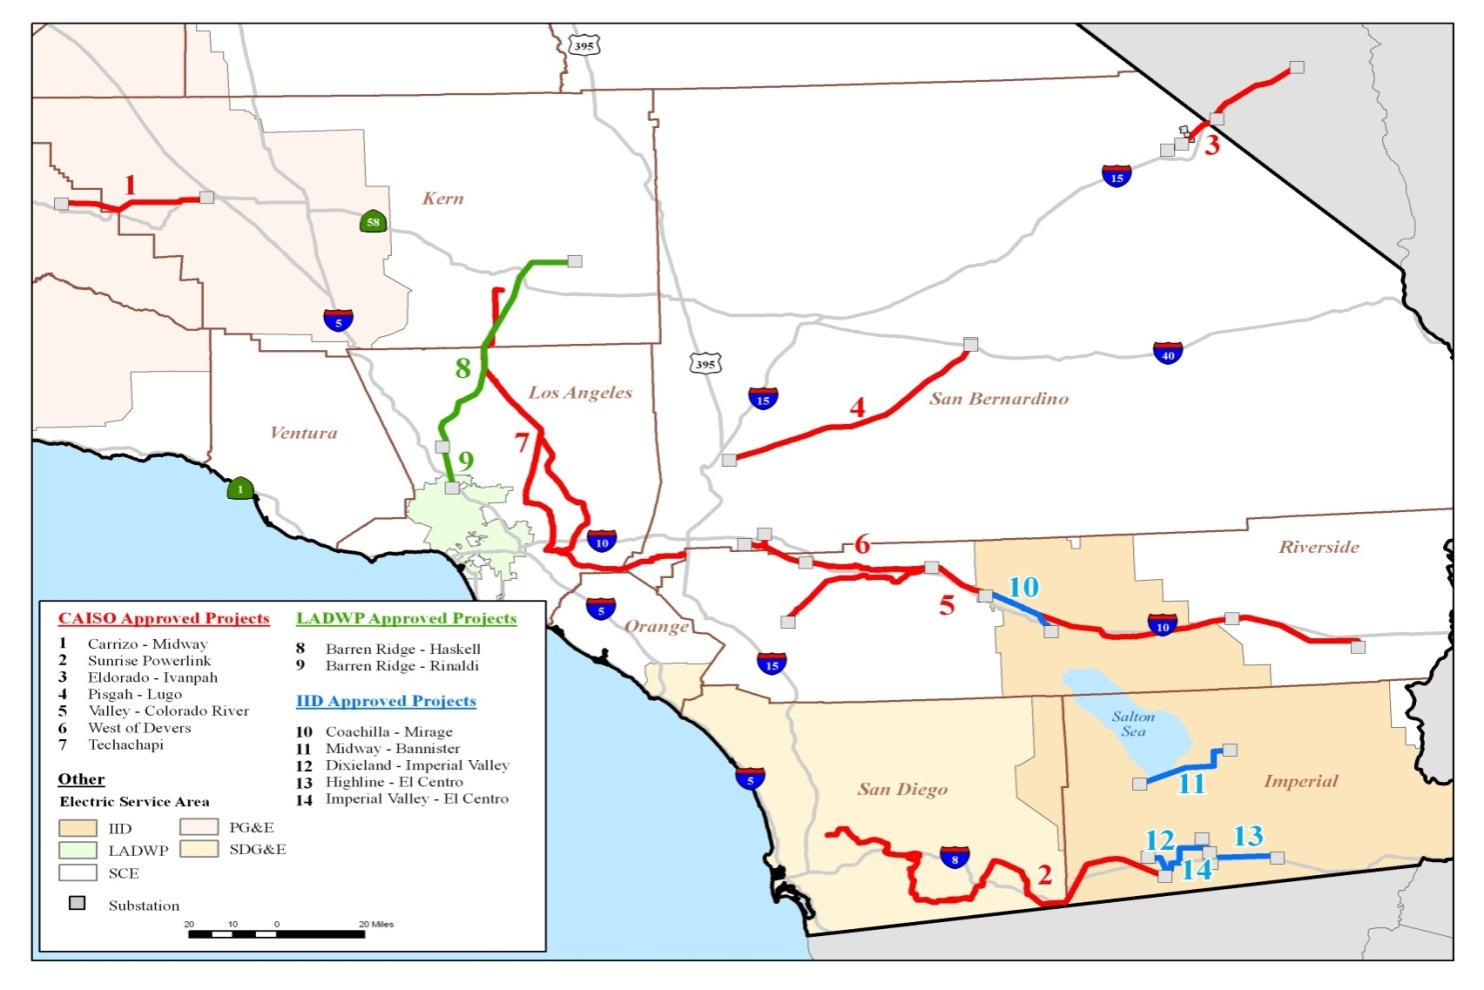 395
1
3
15
Kern
58
5
8
395
40
15
4
San Bernardino
Los Angeles
Ventura
7
9
1
10
6
Riverside
10
5
5
10
Orange
15
CAISO Approved Projects
1 Carrizo - Midway
2 Sunrise Powerlink
3 Eldorado - Ivanpah
4 Pisgah - Lugo
5 Valley - Colorado River
6 West of Devers
7 Techachapi
LADWP Approved Projects
8 Barren Ridge - Haskell
9 Barren Ridge - Rinaldi
IID Approved Projects
10 Coachilla - Mirage
11 Midway - Bannister
12 Dixieland - Imperial Valley
13 Highline - El Centro
14 Imperial Valley - El Centro
Other
Electric Service Area
IID
PG&E
LADWP
SDG&E
SCE
Substation
20 10 0 20 Miles
Salton
Sea
5
San Diego
11
Imperial
8
12
13
14
2